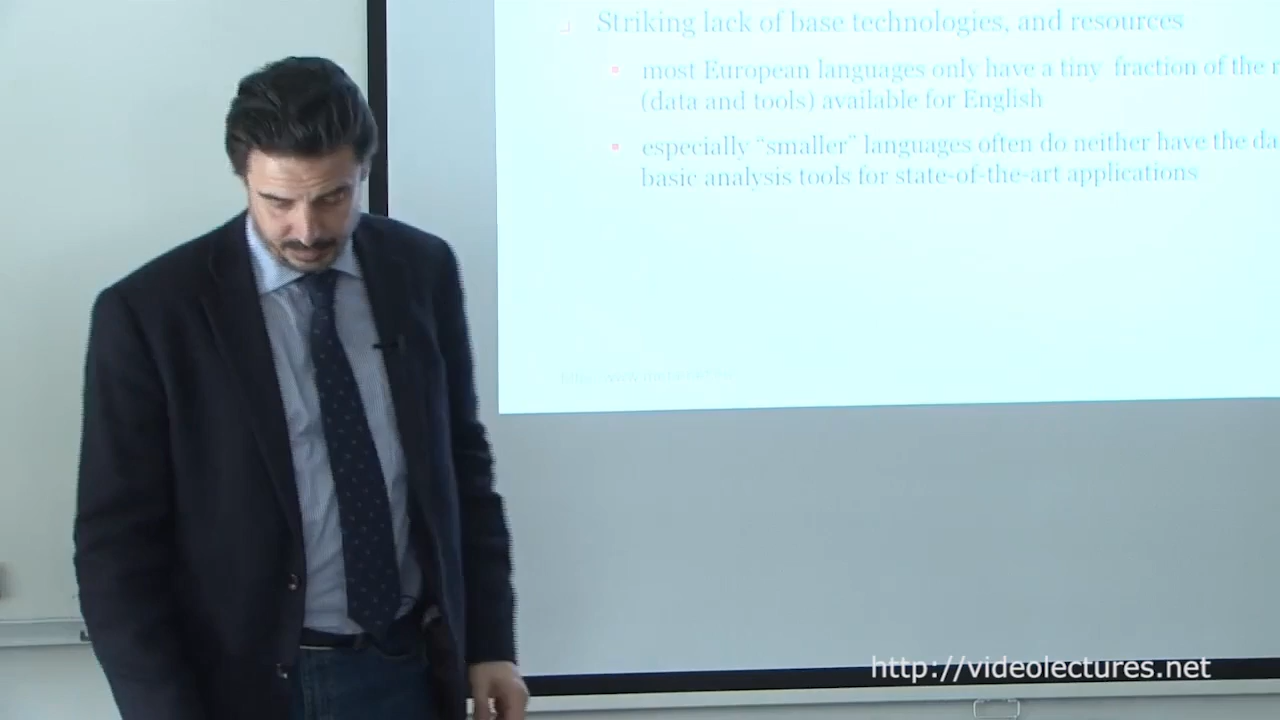 Striking lack of base technologies, and resources
most European languages only have a tiny fraction of the
(data and tools) available for English
especially “smaller” languages often do neither have the
basic analysis tools for state-of-the-art applications
http://videolectures.net